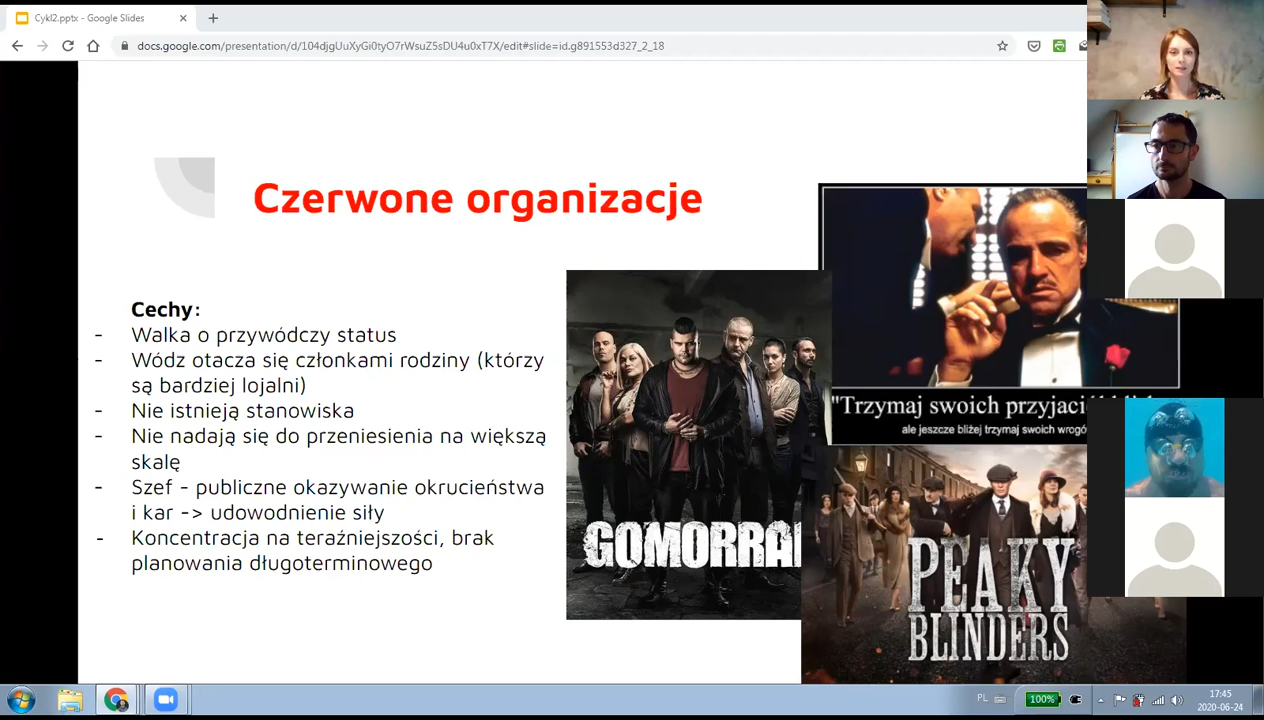 Cykl2.pptx - Google Slides
docs.google.com/presentation/d/104djgUuXyGi0tyO7rWsuZ5sDU4u0xT7X/edit#slide=id.g891553d327_2_18
Czerwone organizacje
Cechy:
- Walka o przywódczy status
- Wódz otacza się członkami rodziny (którzy
są bardziej lojalni)
- Nie istnieją stanowiska
- Nie nadają się do przeniesienia na większą
skalę
- Szef - publiczne okazywanie okrucieństwa
i kar -> udowodnienie siły
- Koncentracja na teraźniejszości, brak
planowania długoterminowego
GOMORRA
"Trzymaj swoich
ale jeszcze bliżej trzymaj swoich wrogó
PEAKY
BLINDERS
PL
100%
17:45
2020-06-24